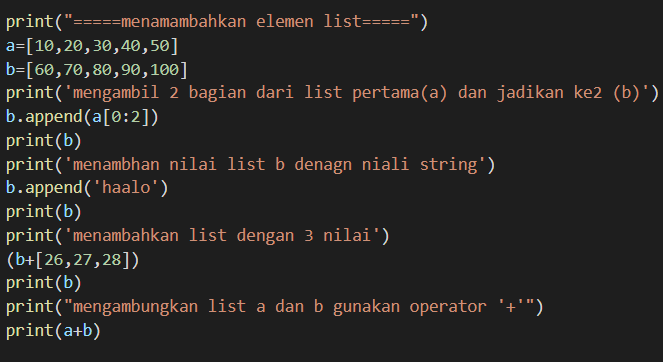 print("=====menamambahkan elemen list=====")
a=[10,20,30,40,50]
b=[60,70,80,90,100]
print('mengambil 2 bagian dari list pertama(a) dan jadikan ke2 (b)')
b.append(a[0:2])
print(b)
print('menambhan nilai list b denagn niali string')
b.append('haalo')
print(b)
print('menambahkan list dengan 3 nilai')
(b+[26,27,28])
print(b)
print("mengambungkan list a dan b gunakan operator '+'")
print(a+b)